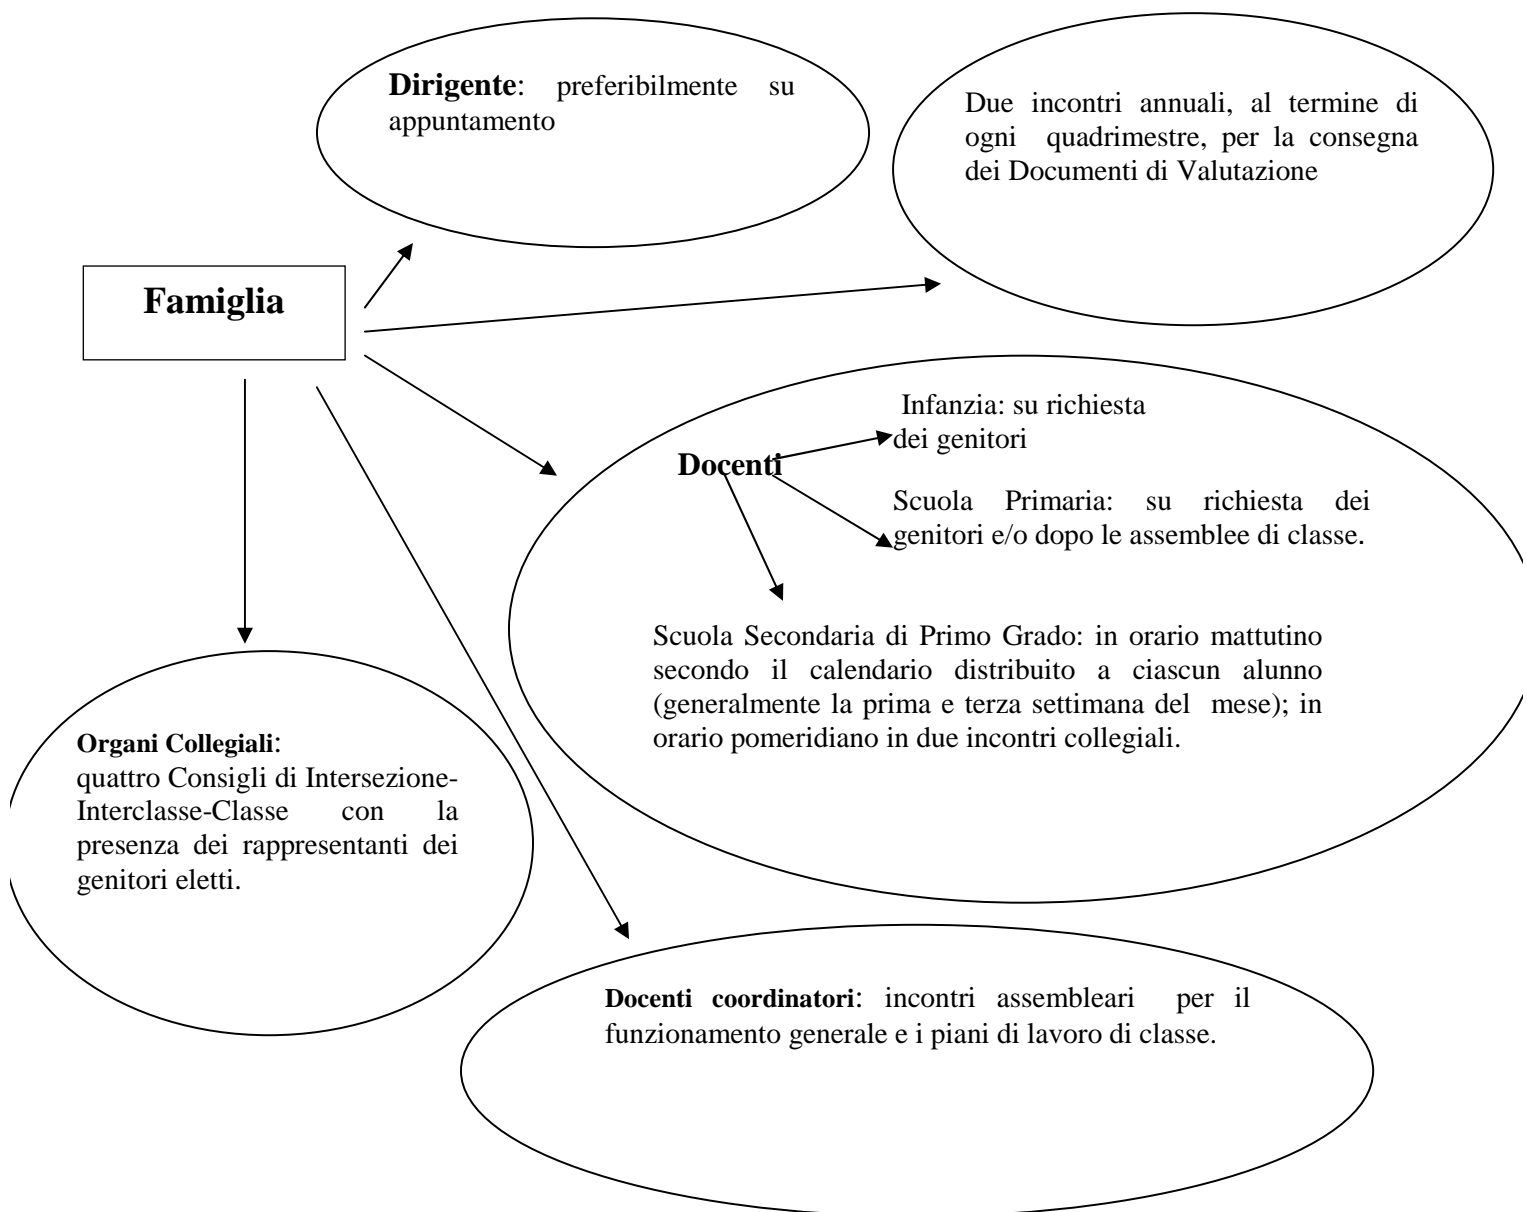 Dirigente: preferibilmente su
appuntamento
Due incontri annuali, al termine di
ogni quadrimestre, per la consegna
dei Documenti di Valutazione
Famiglia
Infanzia: su richiesta
dei genitori
Docenti
Scuola Primaria: su richiesta dei
genitori e/o dopo le assemblee di classe.
Scuola Secondaria di Primo Grado: in orario mattutino
secondo il calendario distribuito a ciascun alunno
(generalmente la prima e terza settimana del mese); in
orario pomeridiano in due incontri collegiali.
Organi Collegiali:
quattro Consigli di Intersezione-
Interclasse-Classe con la
presenza dei rappresentanti dei
genitori eletti.
Docenti coordinatori: incontri assembleari per il
funzionamento generale e i piani di lavoro di classe.